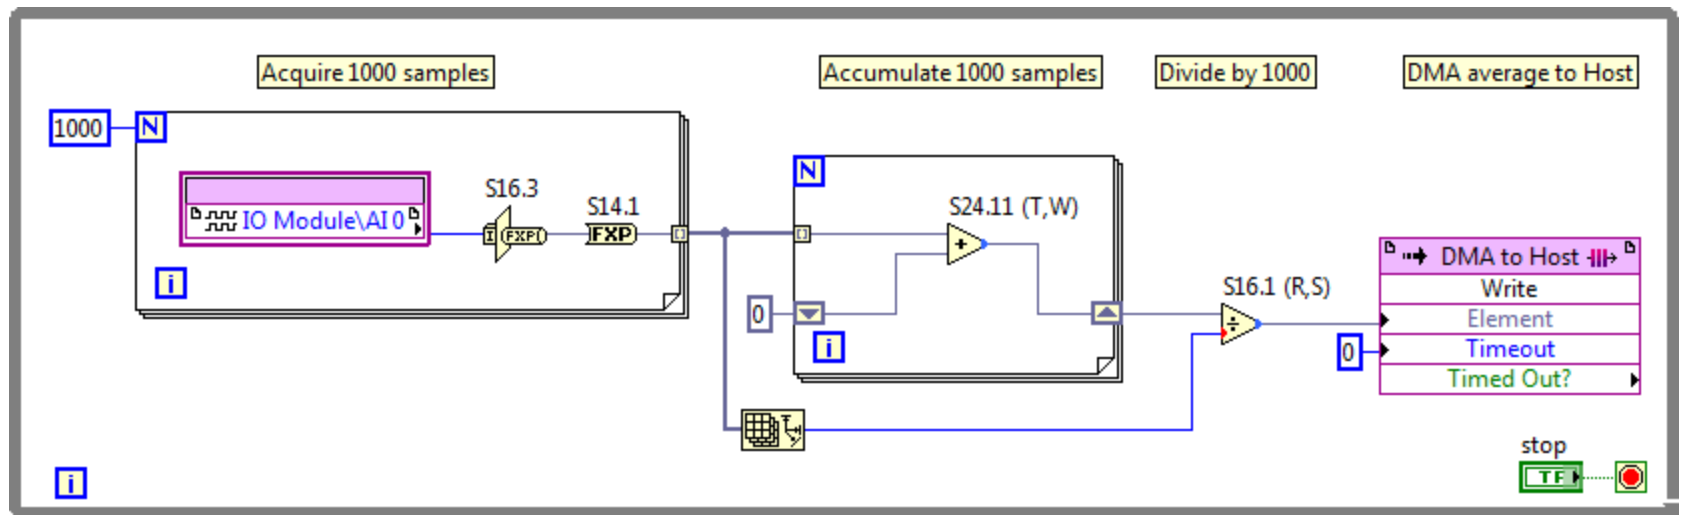 Acquire 1000 samples
Accumulate 1000 samples
Divide by 1000
DMA average to Host
1000
N
S16.3
S14.1
IO Module\AI0
I
FXP
FXP
i
N
S24.11 (T,W)
+
0
i
S16.1 (R,S)
÷
DMA to Host
Write
Element
0
Timeout
Timed Out?
stop
TF
i